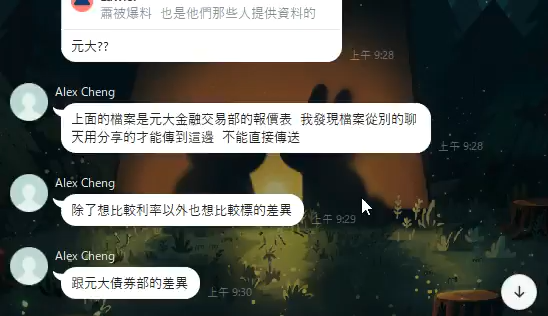 蕭被爆料 也是他們那些人提供資料的
元大??
上午 9:28
Alex Cheng
上面的檔案是元大金融交易部的報價表 我發現檔案從別的聊
天用分享的才能傳到這邊 不能直接傳送
上午 9:28
Alex Cheng
除了想比較利率以外也想比較標的差異
上午 9:29
Alex Cheng
跟元大債券部的差異
上午 9:30